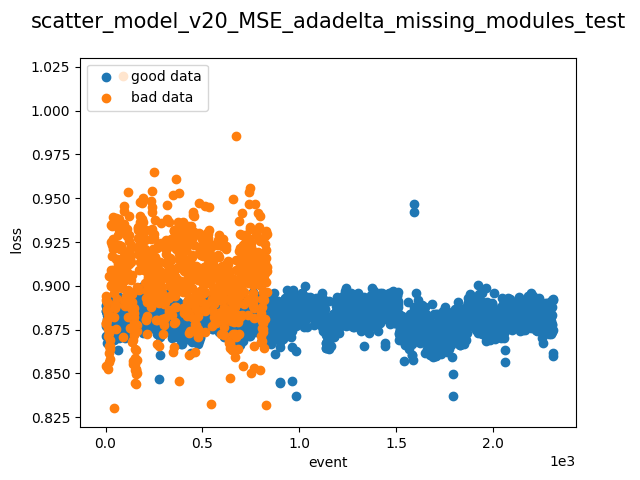 scatter_model_v20_MSE_adadelta_missing_modules_test
good data
bad data
1.025
1.000
0.975
0.950
0.925
0.900
0.875
0.850
0.825
loss
0.0
0.5
1.0
1.5
2.0
event
1e3